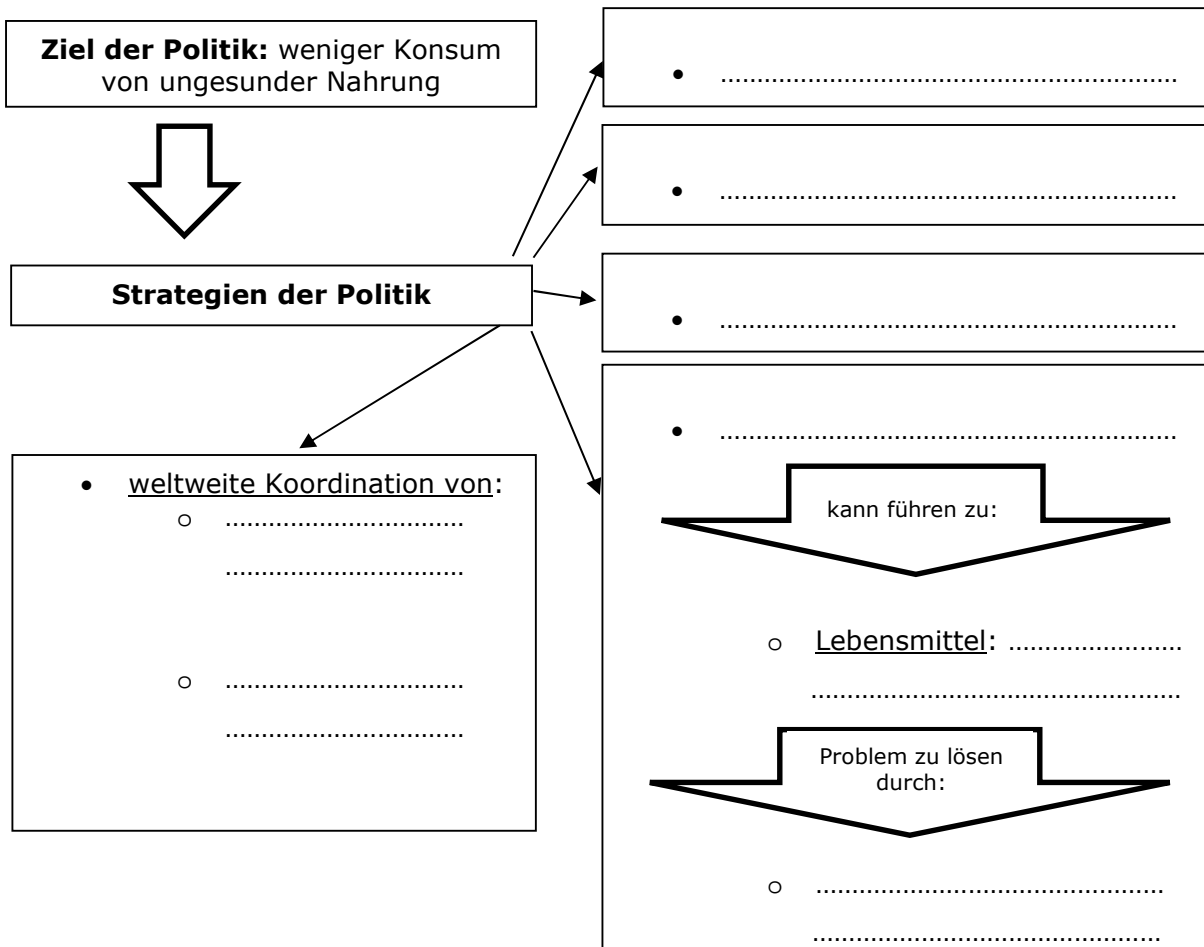 Ziel der Politik: weniger Konsum
von ungesunder Nahrung
Strategien der Politik
• weltweite Koordination von:
o ................................
................................
o ................................
................................
• .............................................................
• .............................................................
• .............................................................
• .............................................................
kann führen zu:
o Lebensmittel: .......................
.................................................
Problem zu lösen
durch:
o ...............................................
...............................................